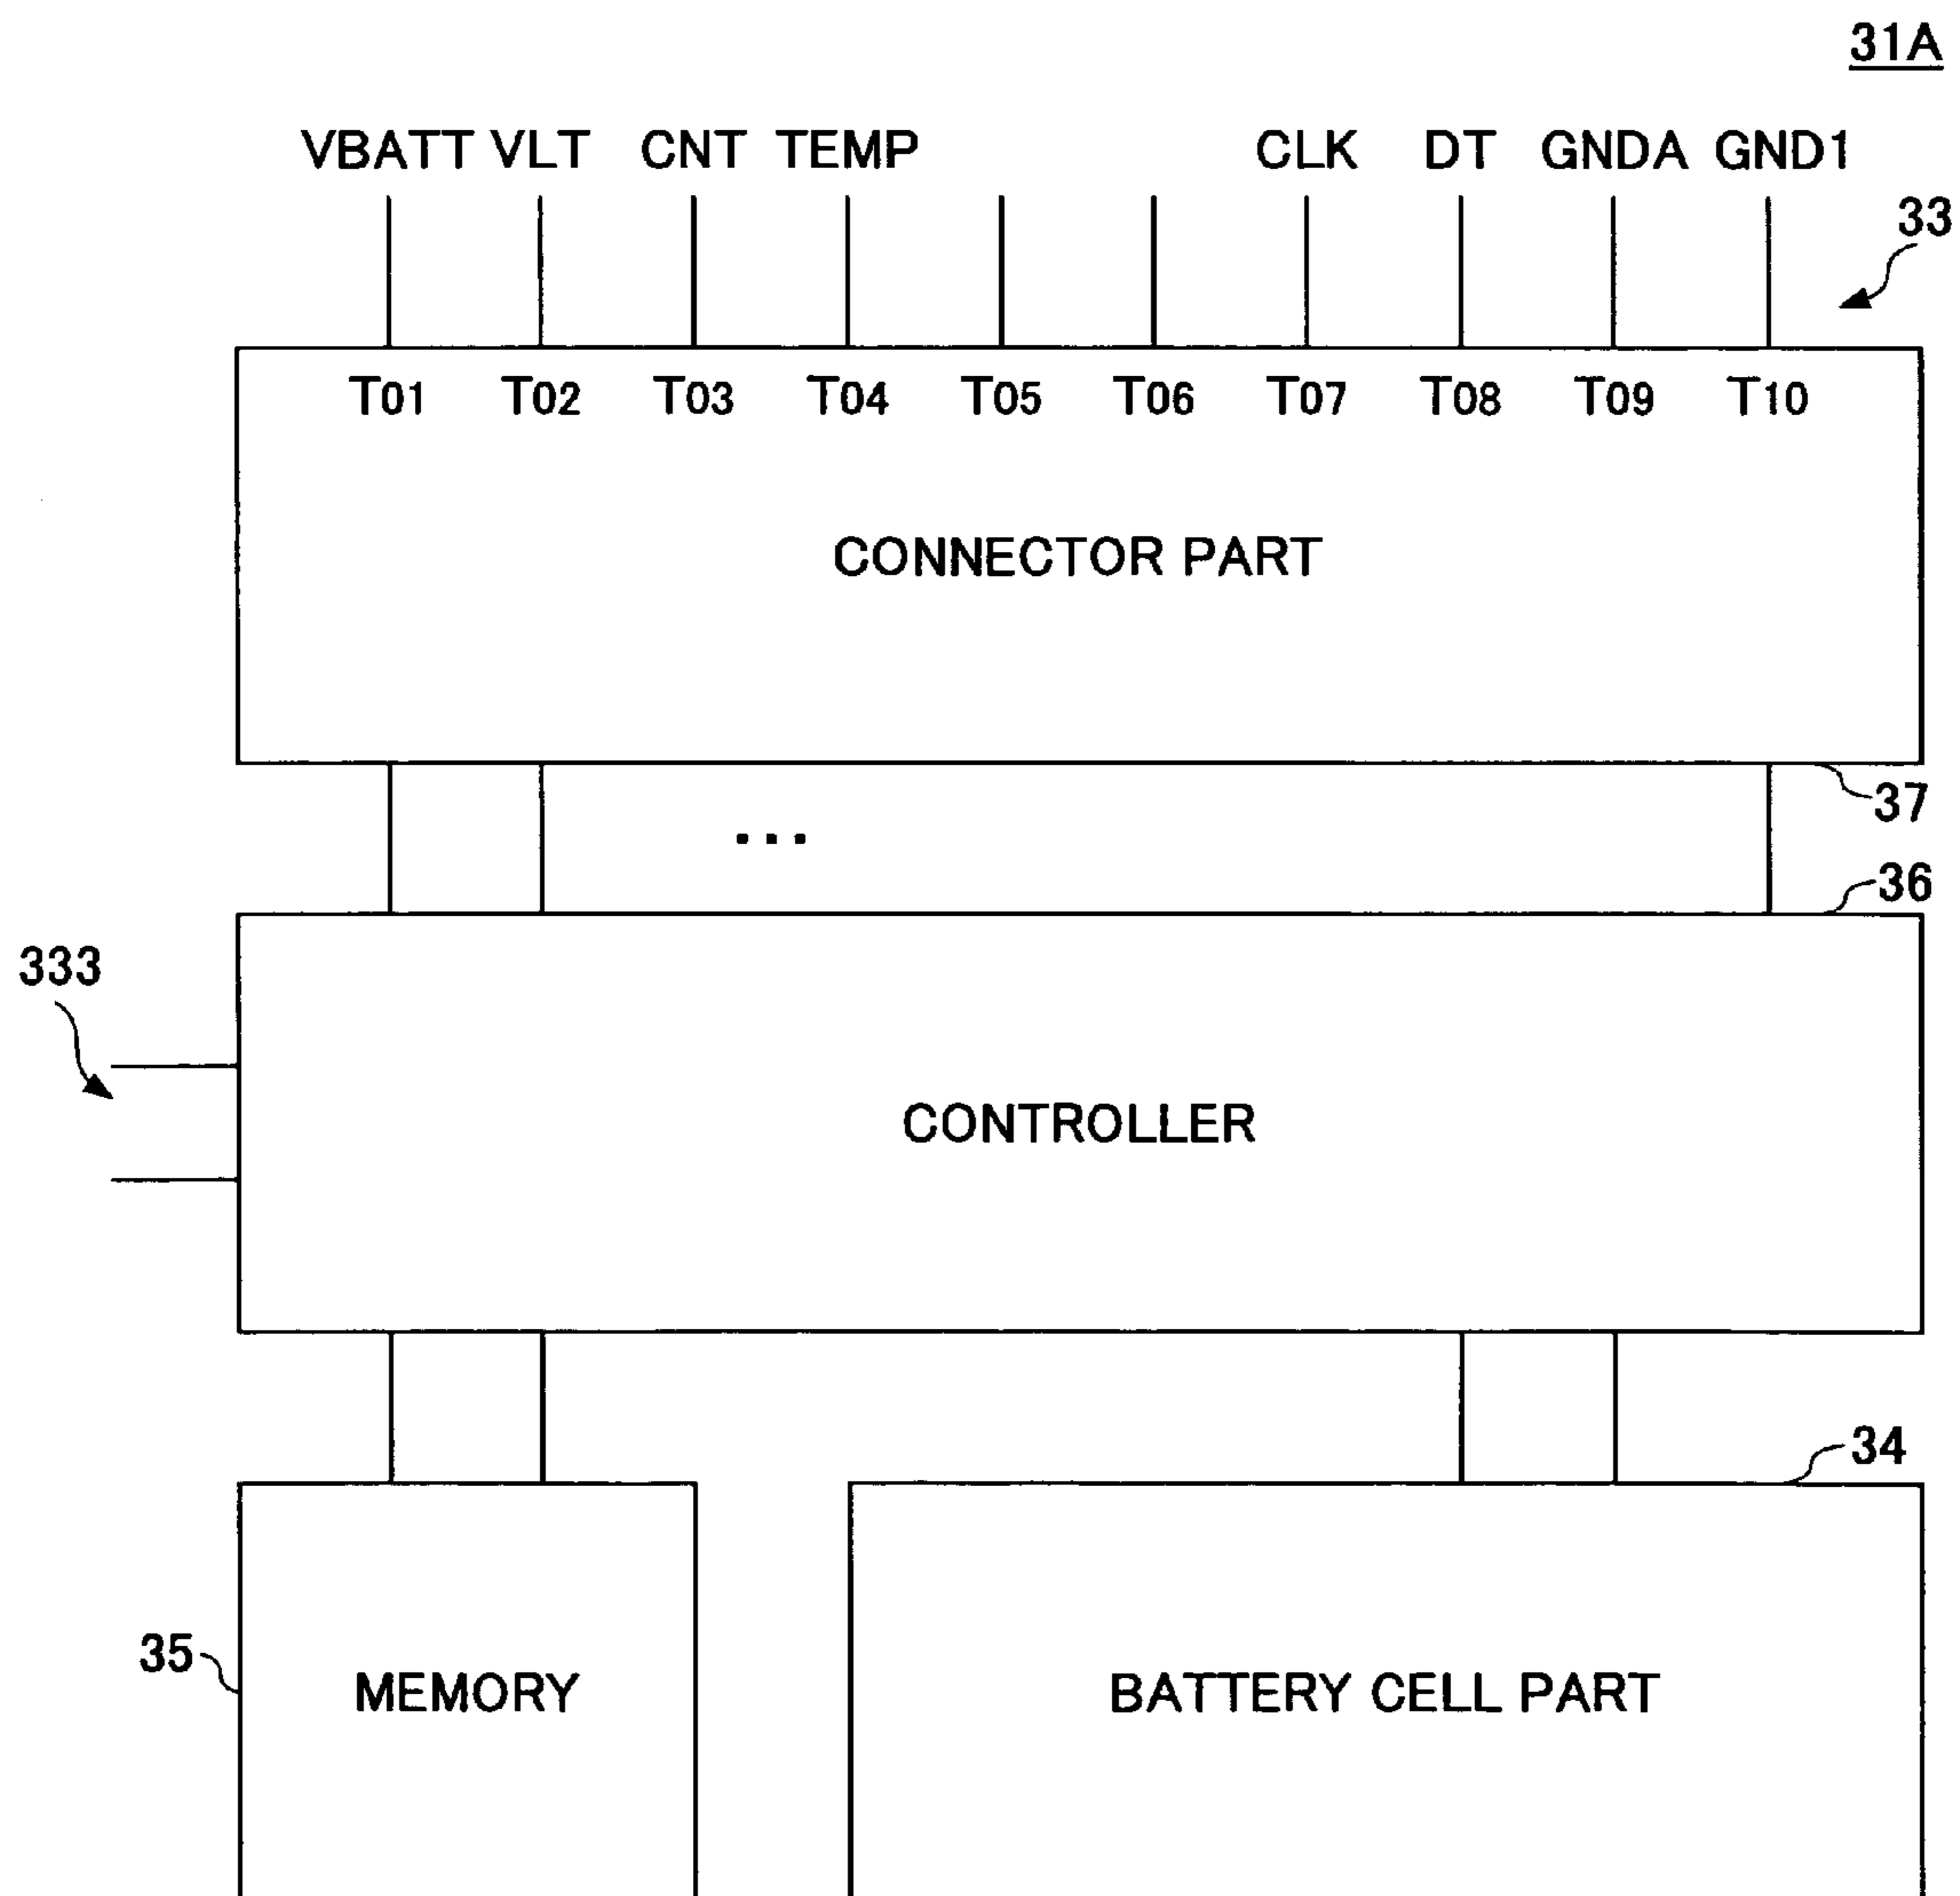 31A
VBATT VLT CNT TEMP CLK DT GNDA GND1
33
T01 T02 T03 T04 T05 T06 T07 T08 T09 T10
CONNECTOR PART
37
...
36
333
CONTROLLER
34
35
MEMORY BATTERY CELL PART